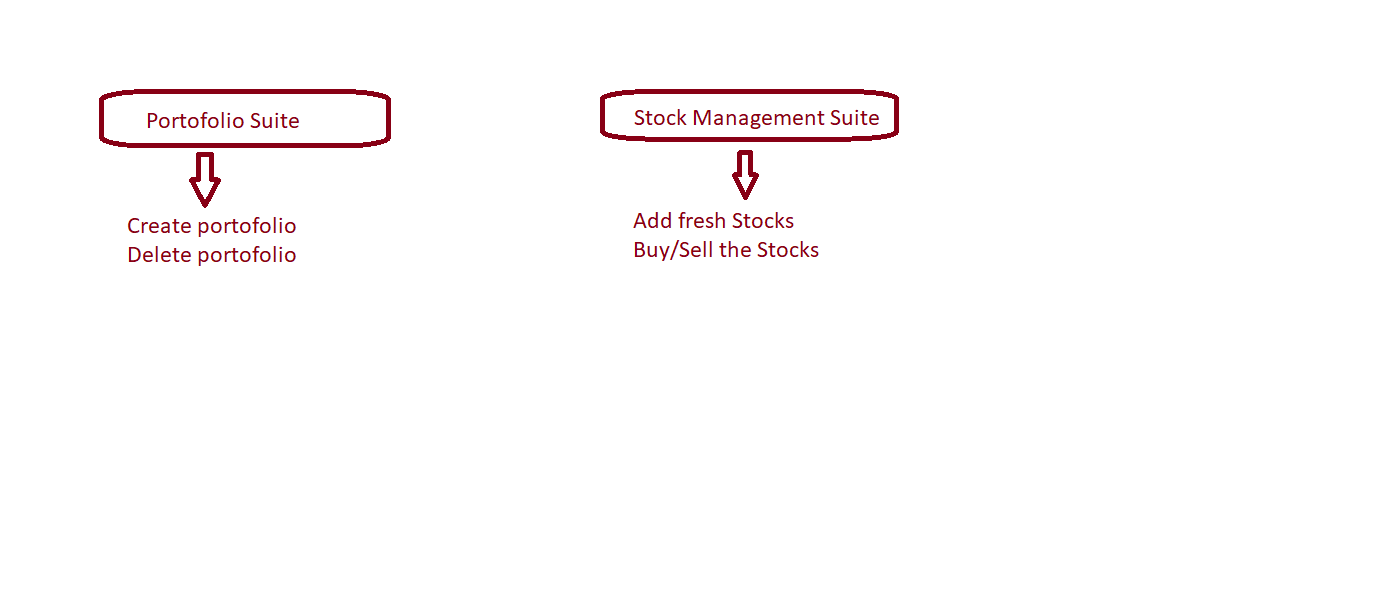 Portofolio Suite
Create portofolio
Delete portofolio
Stock Management Suite
Add fresh Stocks
Buy/Sell the Stocks